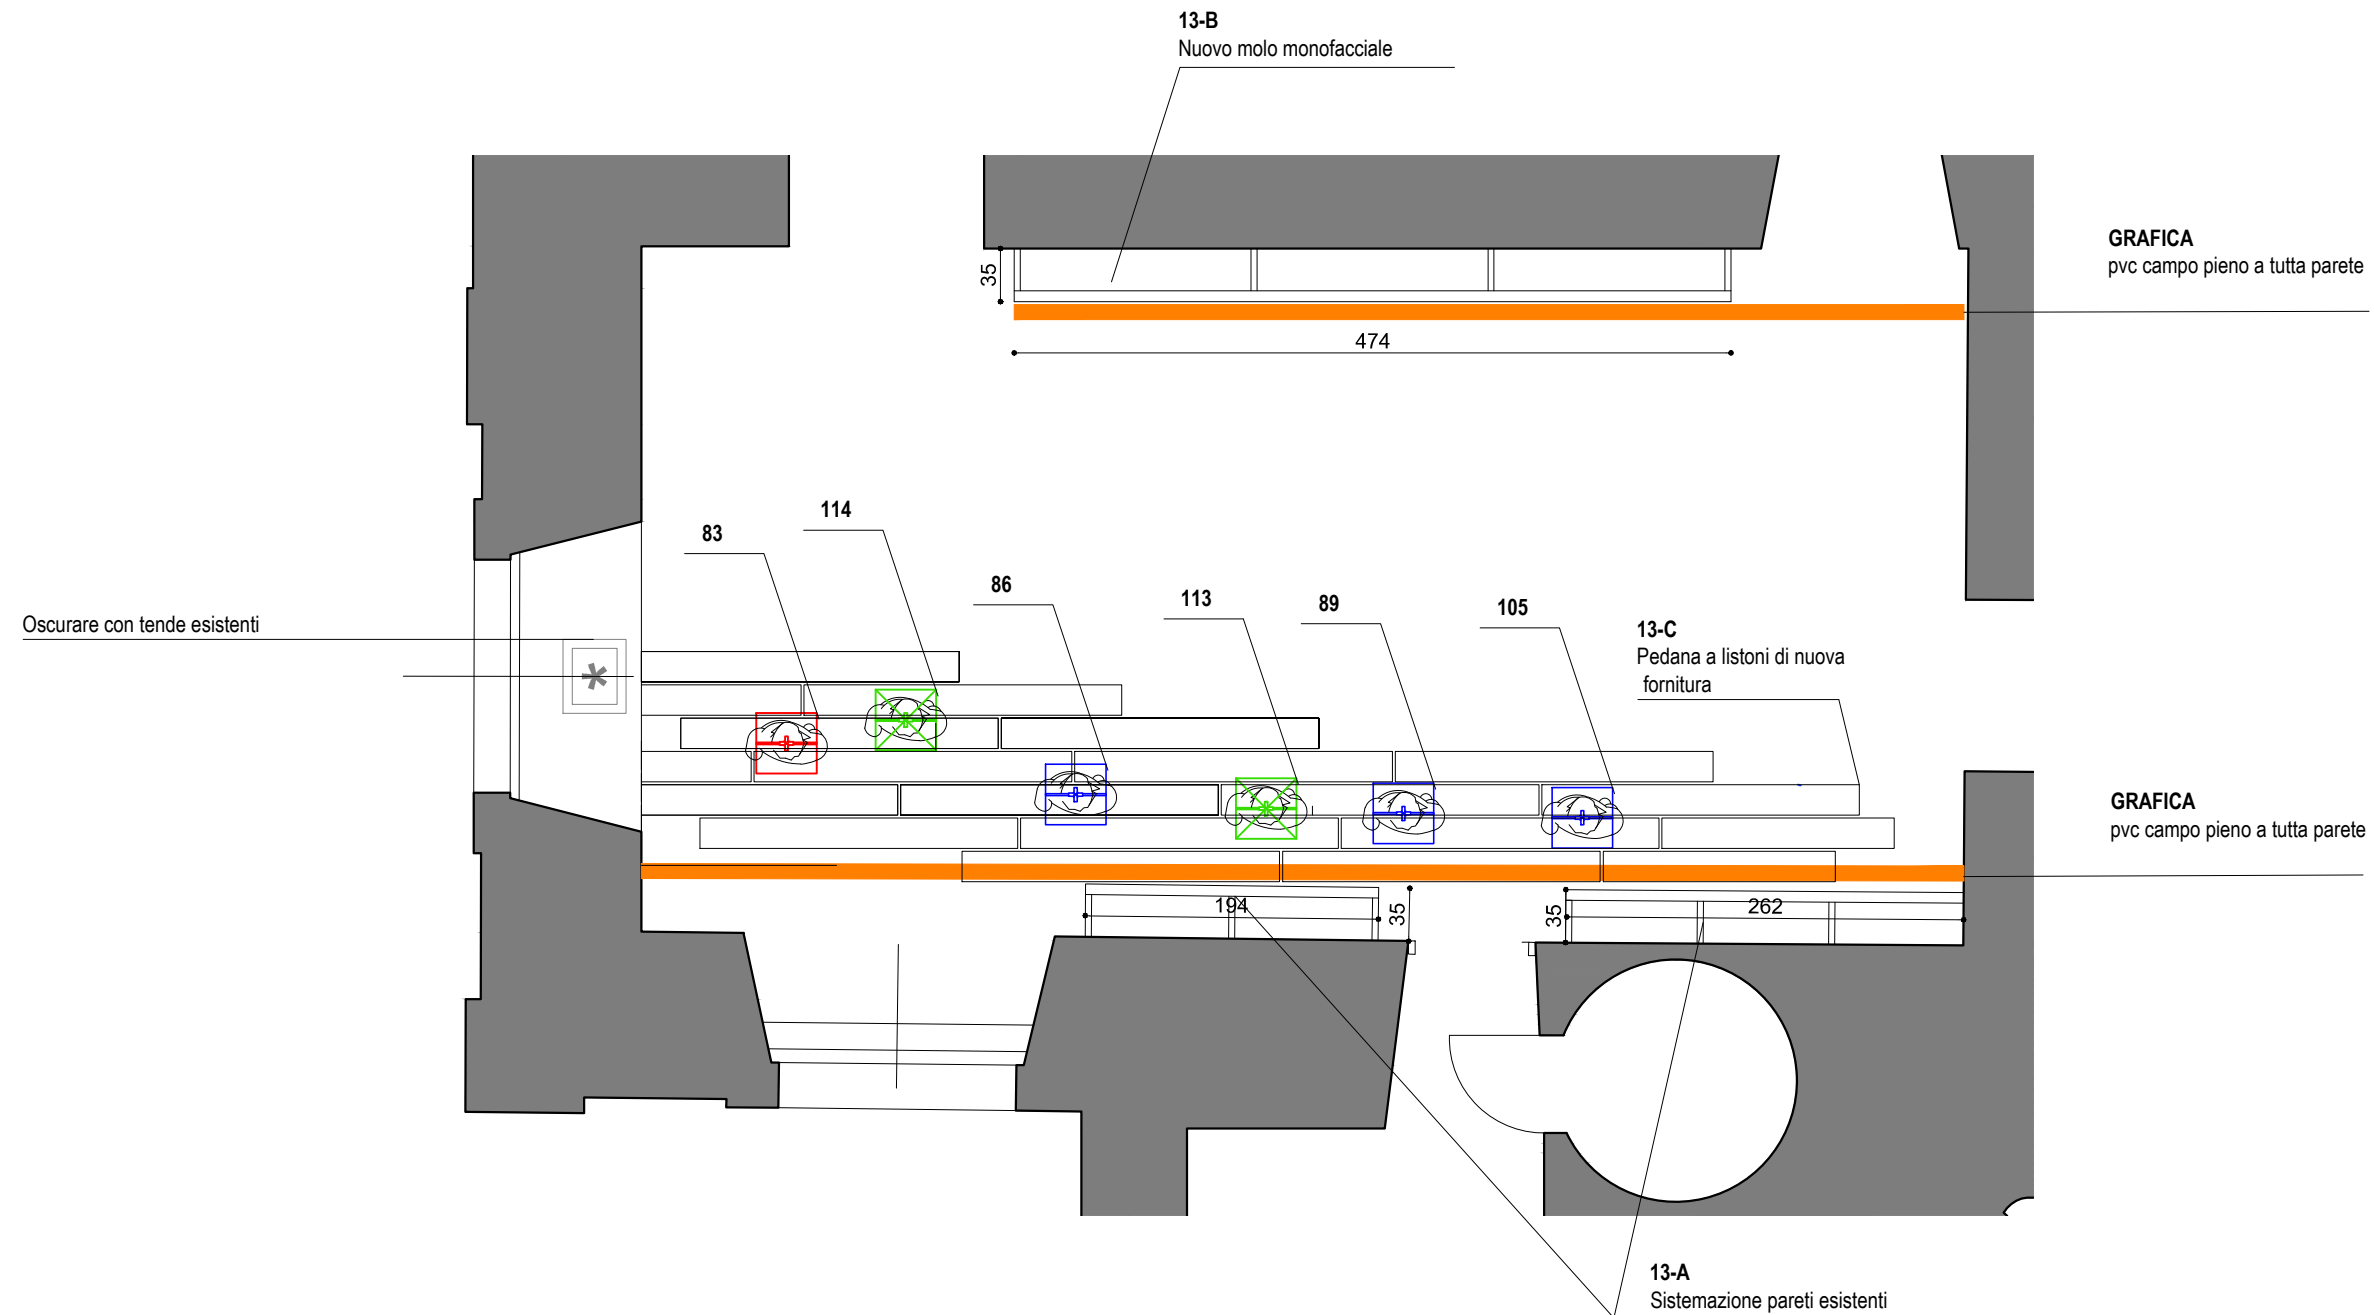 13-B
Nuovo molo monofacciale
GRAFICA
pvc campo pieno a tutta parete
35
474
114
83
86
113
89
105
Oscurare con tende esistenti
13-C
Pedana a listoni di nuova
fornitura
*
GRAFICA
pvc campo pieno a tutta parete
194
35
35
262
13-A
Sistemazione pareti esistenti